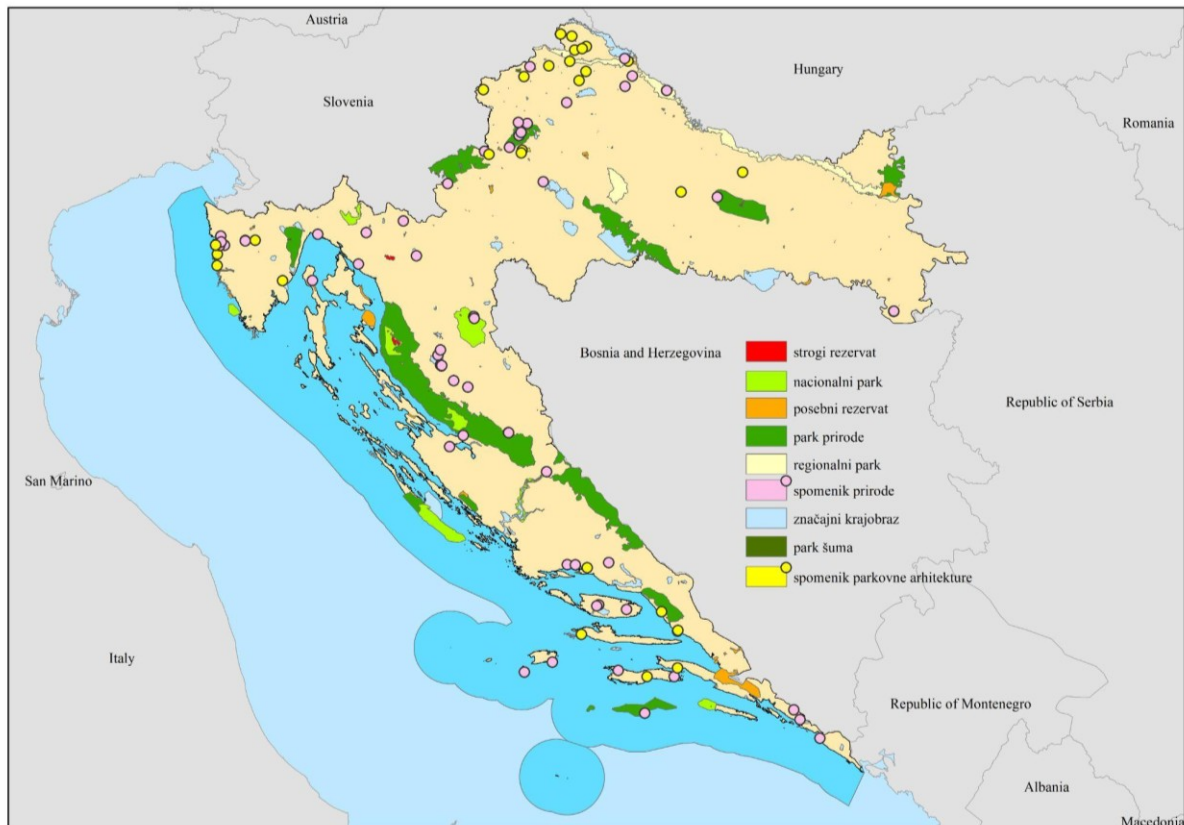 Austria
Hungary
Slovenia
Romania
Bosnia and Herzegovina
Republic of Serbia
San Marino
Italy
Republic of Montenegro
Albania
Macedonia
strogi rezervat
nacionalni park
posebni rezervat
park prirode
regionalni park
spomenik prirode
značajni krajobraz
park šuma
spomenik parkovne arhitekture